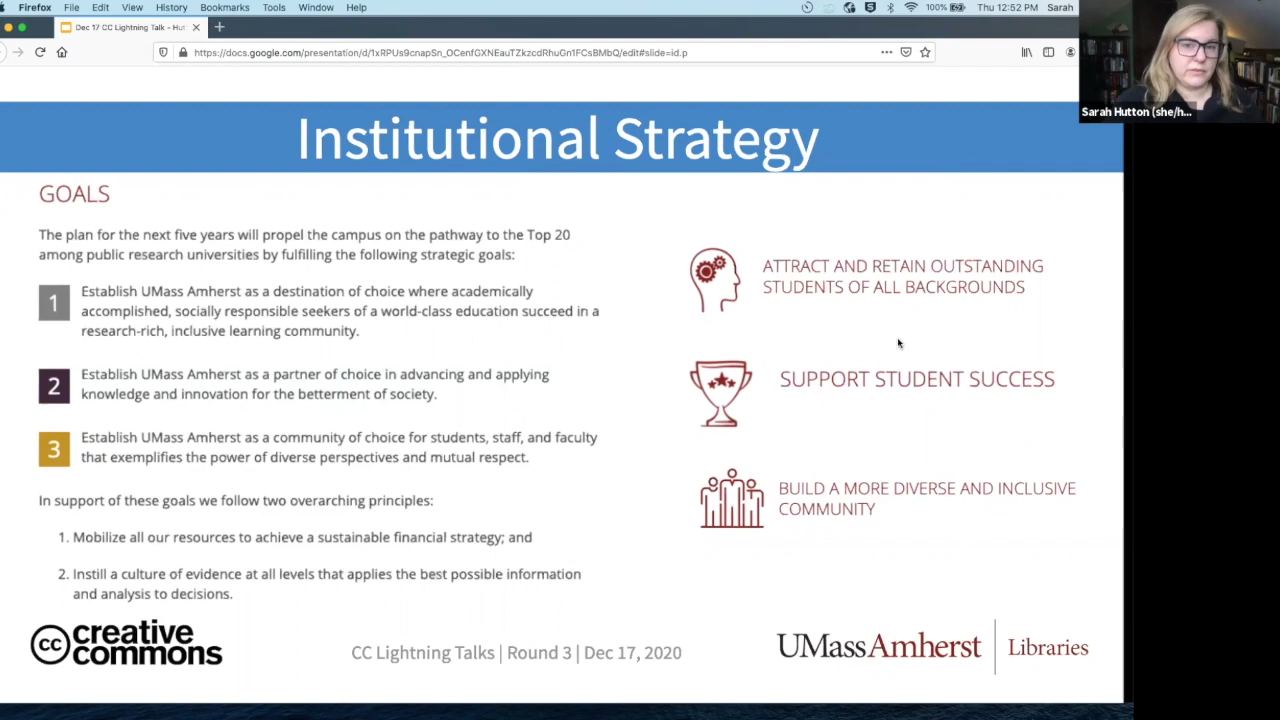 Firefox File Edit View History Bookmarks Tools Window Help
5 100% Thu 12:52 PM Sarah
Dec 17 CC Lightning Talk - Hut
https://docs.google.com/presentation/d/1xRPUs9cnapSn_OCenfGXNEauTZkzcdRhuGn1FCsBMbQ/edit#slide=id.p
Sarah Hutton (she/h...
Institutional Strategy
GOALS
The plan for the next five years will propel the campus on the pathway to the Top 20
among public research universities by fulfilling the following strategic goals:
1 Establish UMass Amherst as a destination of choice where academically
accomplished, socially responsible seekers of a world-class education succeed in a
research-rich, inclusive learning community.
2 Establish UMass Amherst as a partner of choice in advancing and applying
knowledge and innovation for the betterment of society.
3 Establish UMass Amherst as a community of choice for students, staff, and faculty
that exemplifies the power of diverse perspectives and mutual respect.
In support of these goals we follow two overarching principles:
1. Mobilize all our resources to achieve a sustainable financial strategy; and
2. Instill a culture of evidence at all levels that applies the best possible information
and analysis to decisions.
ATTRACT AND RETAIN OUTSTANDING
STUDENTS OF ALL BACKGROUNDS
SUPPORT STUDENT SUCCESS
BUILD A MORE DIVERSE AND INCLUSIVE
COMMUNITY
cc creative
commons
CC Lightning Talks | Round 3 | Dec 17, 2020
UMassAmherst | Libraries